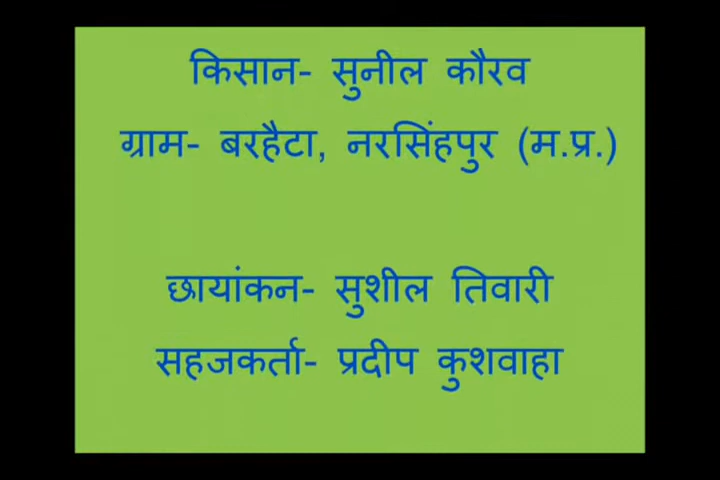 किसान- सुनील कौरव
ग्राम- बरहैटा, नरसिंहपुर (म.प्र.)
छायांकन- सुशील तिवारी
सहजकर्ता- प्रदीप कुशवाहा